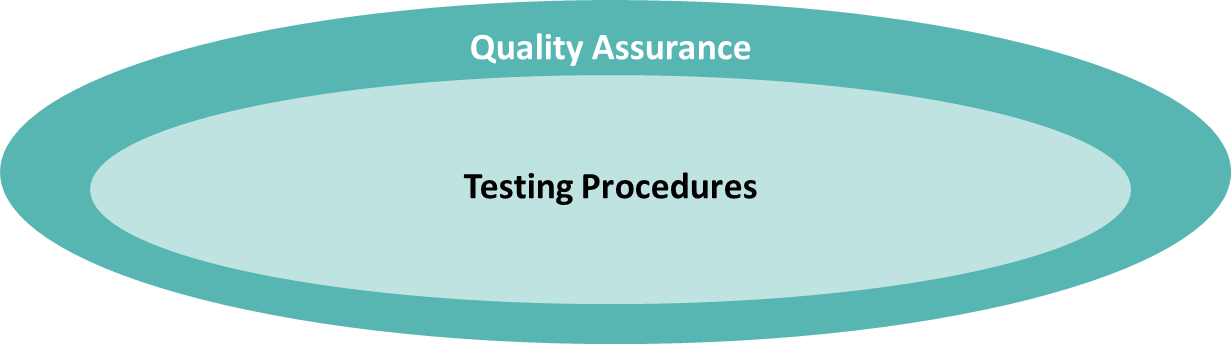 Quality Assurance
Testing Procedures